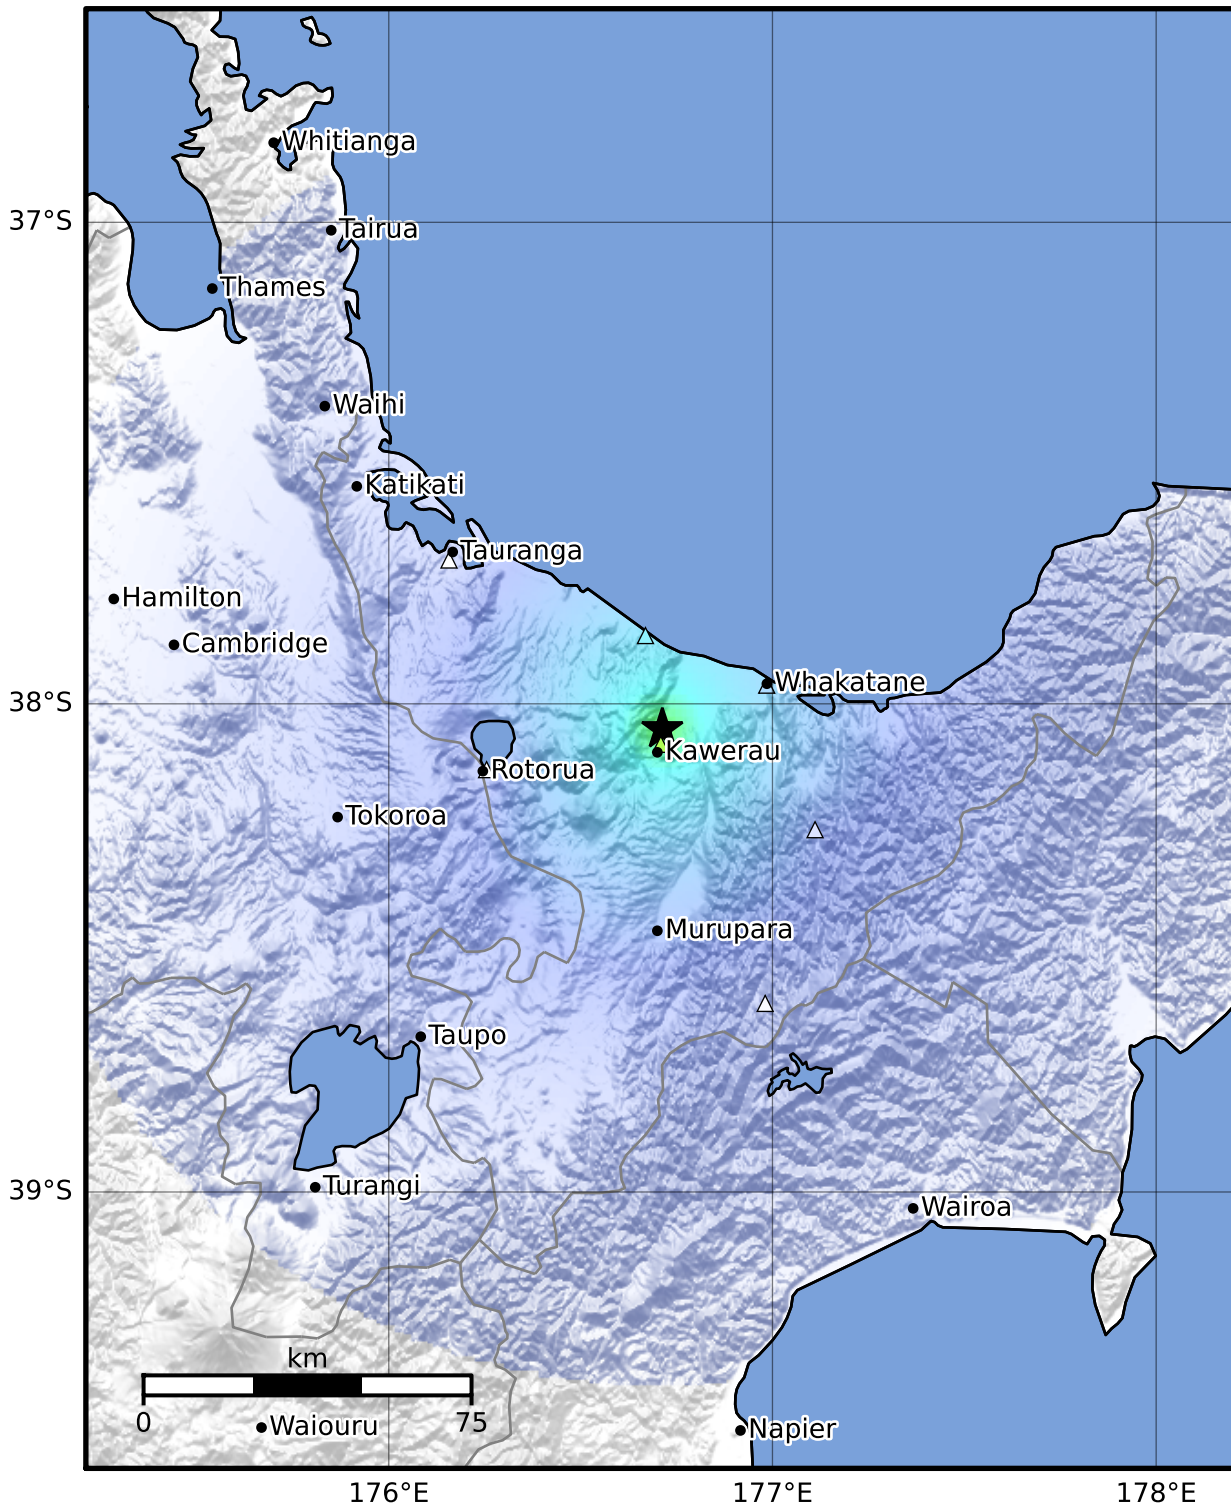 Whitianga
37°S
Tairua
Thames
Waihi
Katikati
Tauranga
Hamilton
Cambridge
Whakatane
38°S
Kawerau
Rotorua
Tokoroa
Murupara
Taupo
39°S
Turangi
Wairoa
km
0
75
Waiouru
Napier
176°E
177°E
178°E